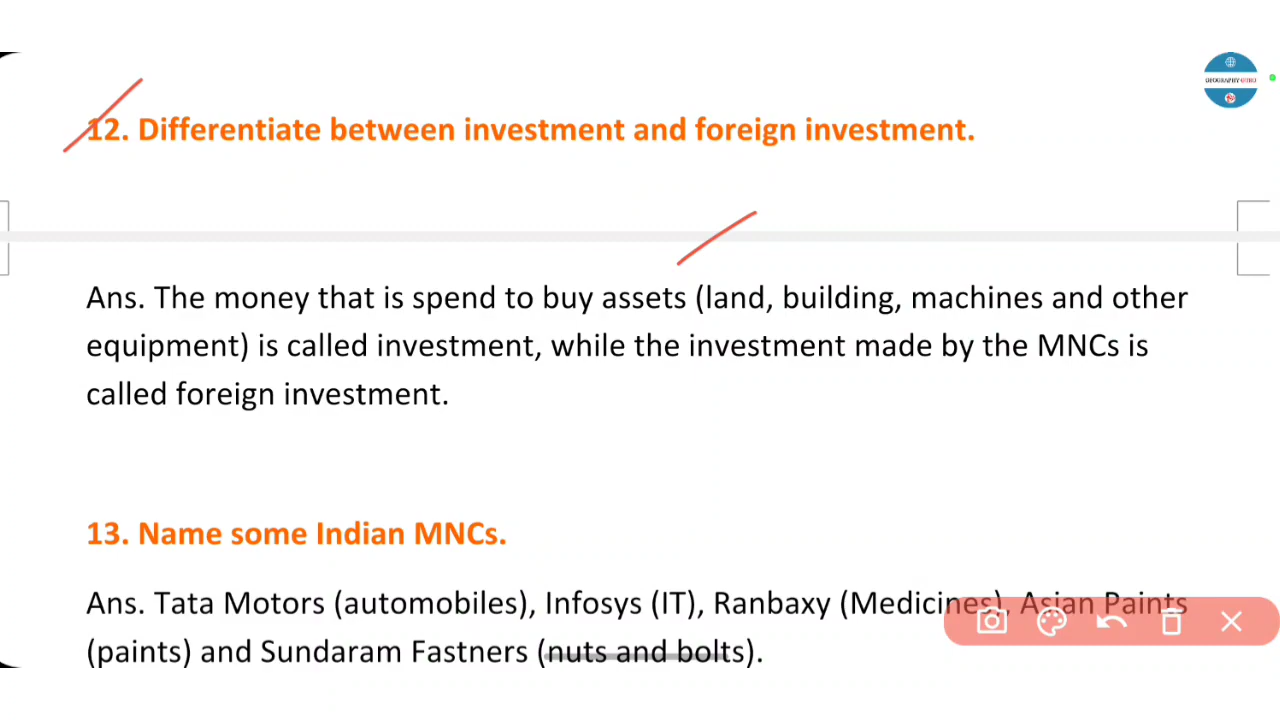 GEOGRAPHY GURU
12. Differentiate between investment and foreign investment.
Ans. The money that is spend to buy assets (land, building, machines and other
equipment) is called investment, while the investment made by the MNCs is
called foreign investment.
13. Name some Indian MNCs.
Ans. Tata Motors (automobiles), Infosys (IT), Ranbaxy (Medicines), Asian Paints
(paints) and Sundaram Fastners (nuts and bolts).